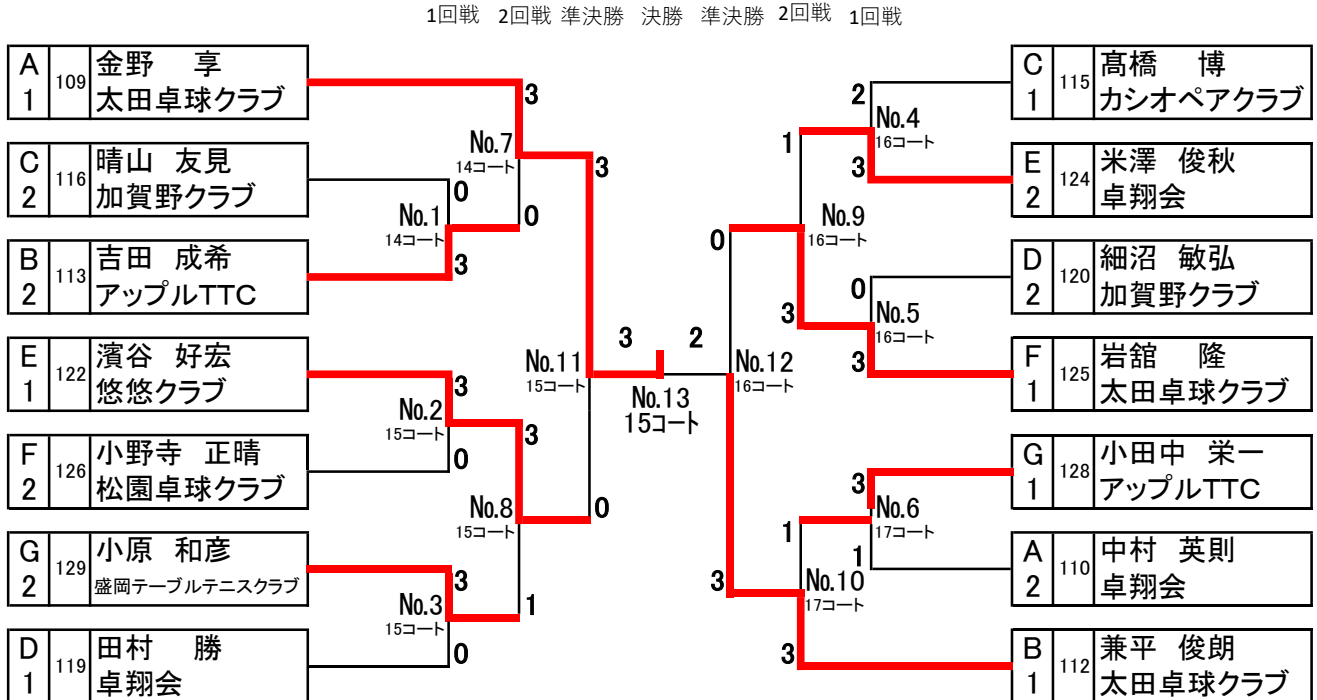 1回戦 2回戦 準決勝 決勝 準決勝 2回戦 1回戦
A 1 109 金野 享
太田卓球クラブ
C 2 116 晴山 友見
加賀野クラブ
B 2 113 吉田 成希
アップルTTC
E 1 122 濱谷 好宏
悠悠クラブ
F 2 126 小野寺 正晴
松園卓球クラブ
G 2 129 小原 和彦
盛岡テーブルテニスクラブ
D 1 119 田村 勝
卓翔会
3
No.7
14コート
3
0
No.1
14コート
0
3
3
No.2
15コート
0
3
No.8
15コート
0
3
No.3
15コート
1
0
No.11
15コート
3
2
No.13
15コート
No.12
16コート
0
3
1
No.9
16コート
3
2
No.4
16コート
3
0
No.5
16コート
3
3
No.6
17コート
1
1
No.10
17コート
3
C 1 115 髙橋 博
カシオペアクラブ
E 2 124 米澤 俊秋
卓翔会
D 2 120 細沼 敏弘
加賀野クラブ
F 1 125 岩舘 隆
太田卓球クラブ
G 1 128 小田中 栄一
アップルTTC
A 2 110 中村 英則
卓翔会
B 1 112 兼平 俊朗
太田卓球クラブ